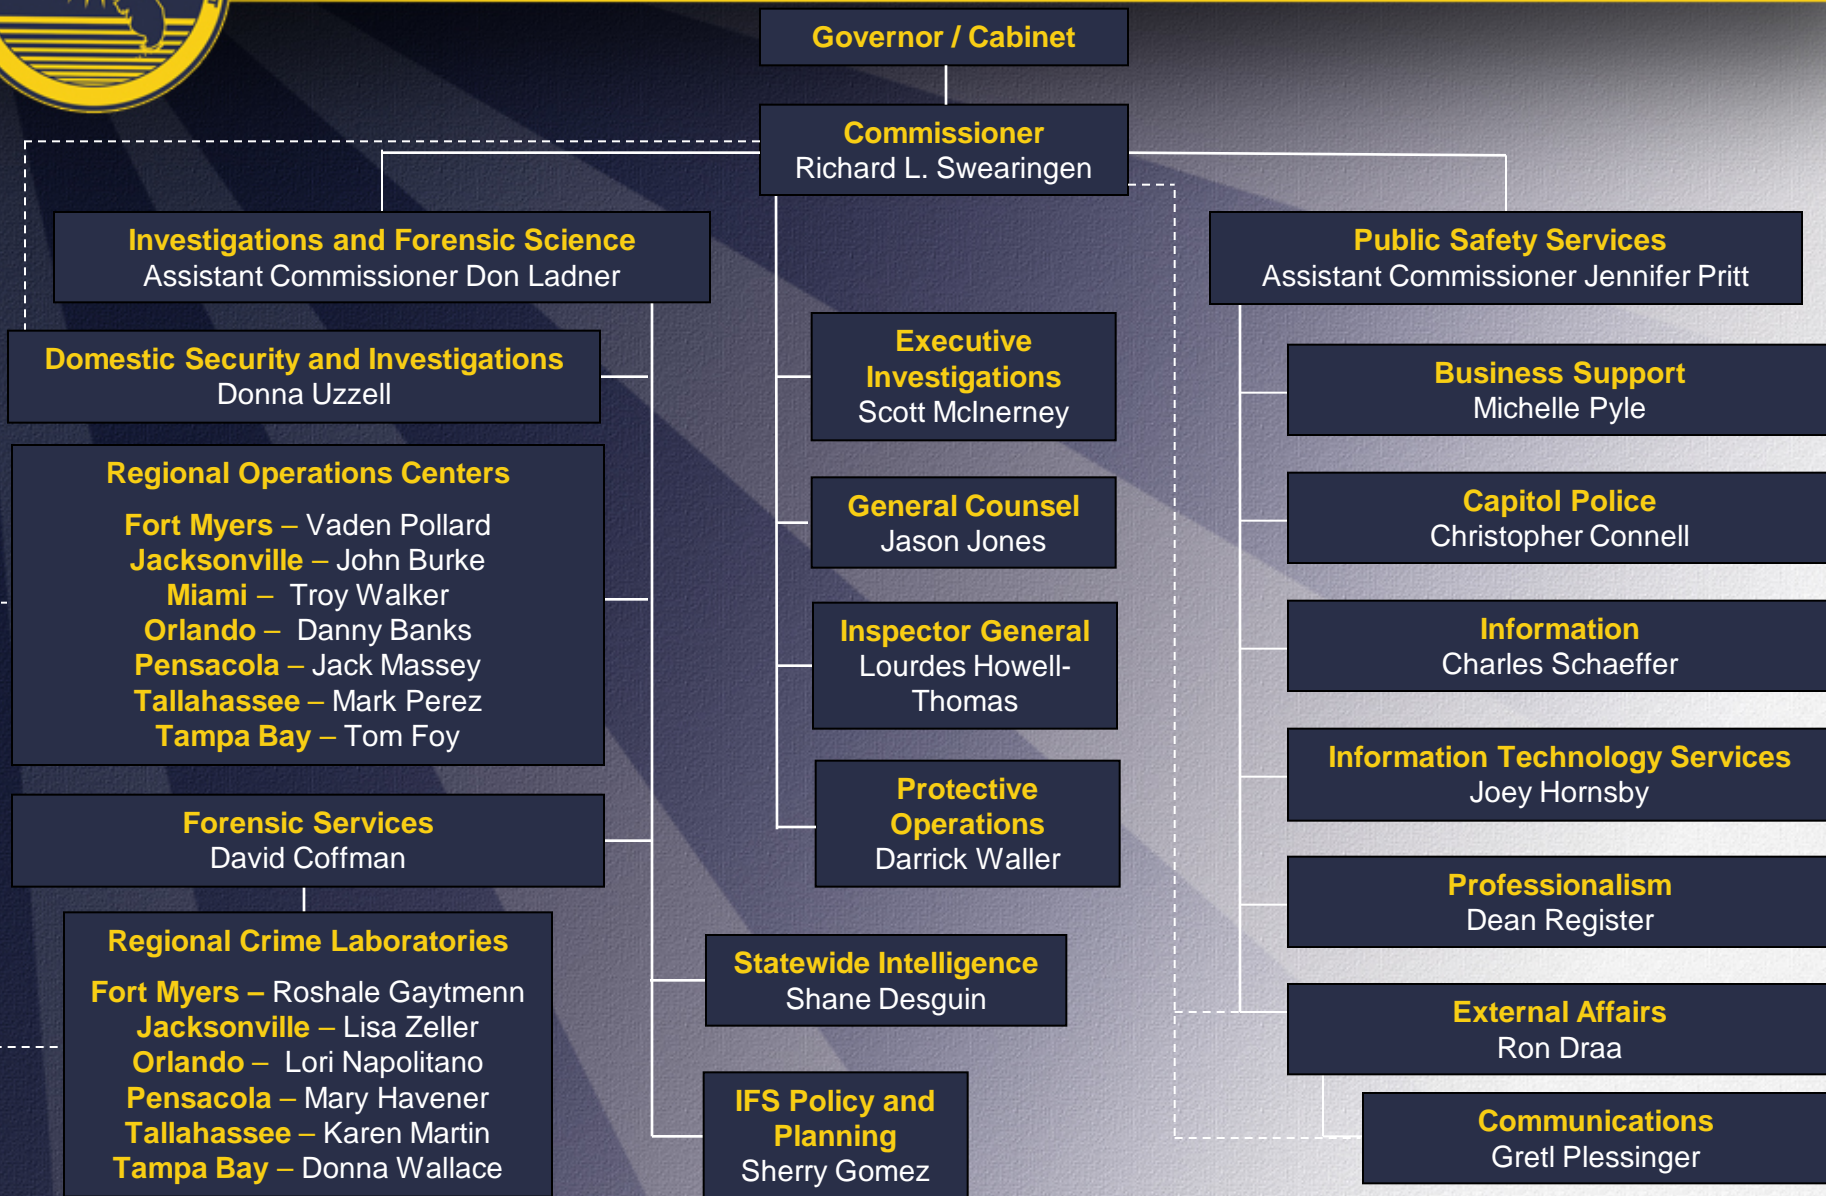 Governor / Cabinet
Commissioner
Richard L. Swearingen
Investigations and Forensic Science
Assistant Commissioner Don Ladner
Public Safety Services
Assistant Commissioner Jennifer Pritt
Domestic Security and Investigations
Donna Uzzell
Regional Operations Centers
Fort Myers – Vaden Pollard
Jacksonville – John Burke
Miami – Troy Walker
Orlando – Danny Banks
Pensacola – Jack Massey
Tallahassee – Mark Perez
Tampa Bay – Tom Foy
Forensic Services
David Coffman
Regional Crime Laboratories
Fort Myers – Roshale Gaytmenn
Jacksonville – Lisa Zeller
Orlando – Lori Napolitano
Pensacola – Mary Havener
Tallahassee – Karen Martin
Tampa Bay – Donna Wallace
Executive
Investigations
Scott McInerney
General Counsel
Jason Jones
Inspector General
Lourdes Howell-
Thomas
Protective
Operations
Darrick Waller
Statewide Intelligence
Shane Desguin
IFS Policy and
Planning
Sherry Gomez
Business Support
Michelle Pyle
Capitol Police
Christopher Connell
Information
Charles Schaeffer
Information Technology Services
Joey Hornsby
Professionalism
Dean Register
External Affairs
Ron Draa
Communications
Gretl Plessinger